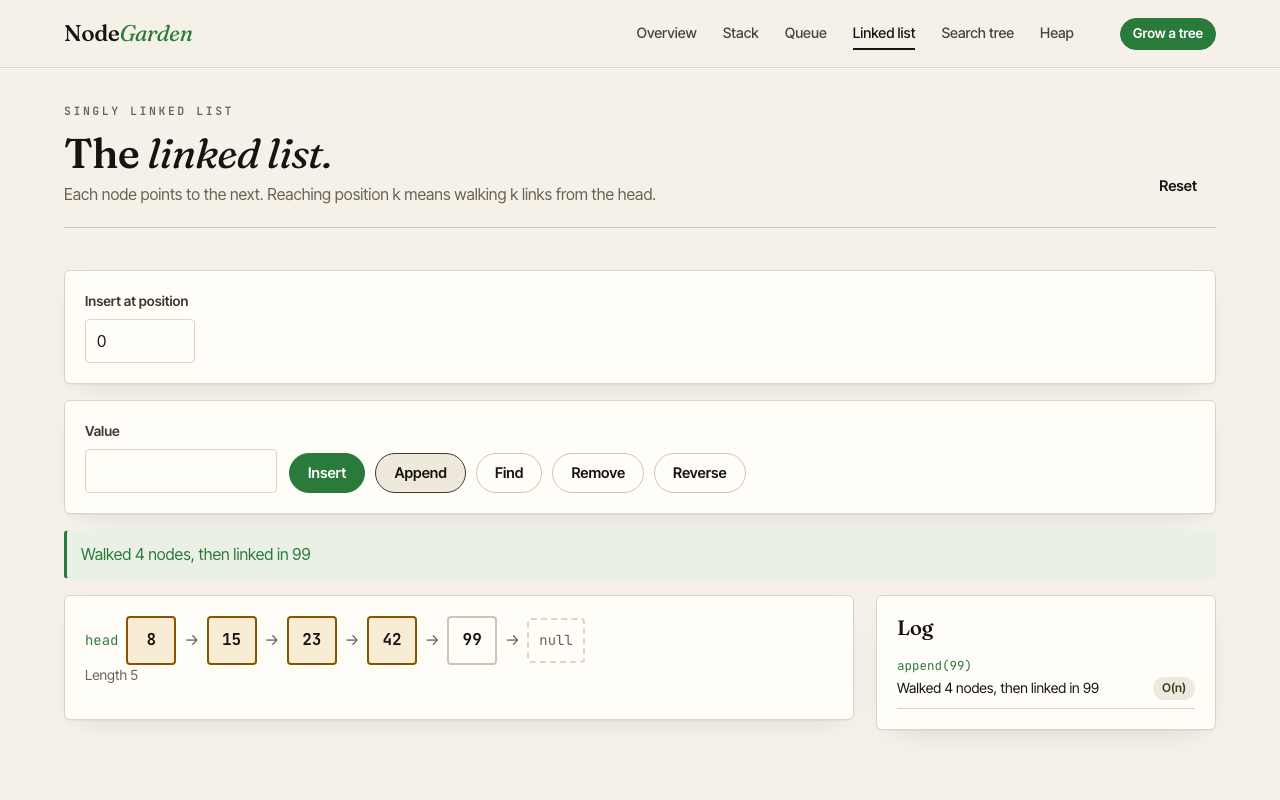 NodeGarden
Overview Stack Queue Linked list Search tree Heap Grow a tree
SINGLY LINKED LIST
The linked list.
Each node points to the next. Reaching position k means walking k links from the head.
Reset
Insert at position
0
Value
Insert Append Find Remove Reverse
Walked 4 nodes, then linked in 99
head 8 → 15 → 23 → 42 → 99 → null
Length 5
Log
append(99)
Walked 4 nodes, then linked in 99 O(n)